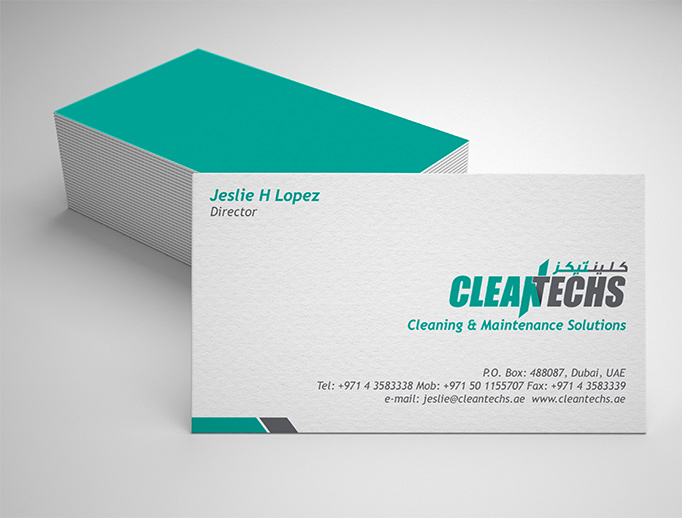 Jeslie H Lopez
Director
كلينتيكز
CLEANTECHS
Cleaning & Maintenance Solutions
P.O. Box: 488087, Dubai, UAE
Tel: +971 4 3583338 Mob: +971 50 1155707 Fax: +971 4 3583339
e-mail: jeslie@cleantechs.ae www.cleantechs.ae